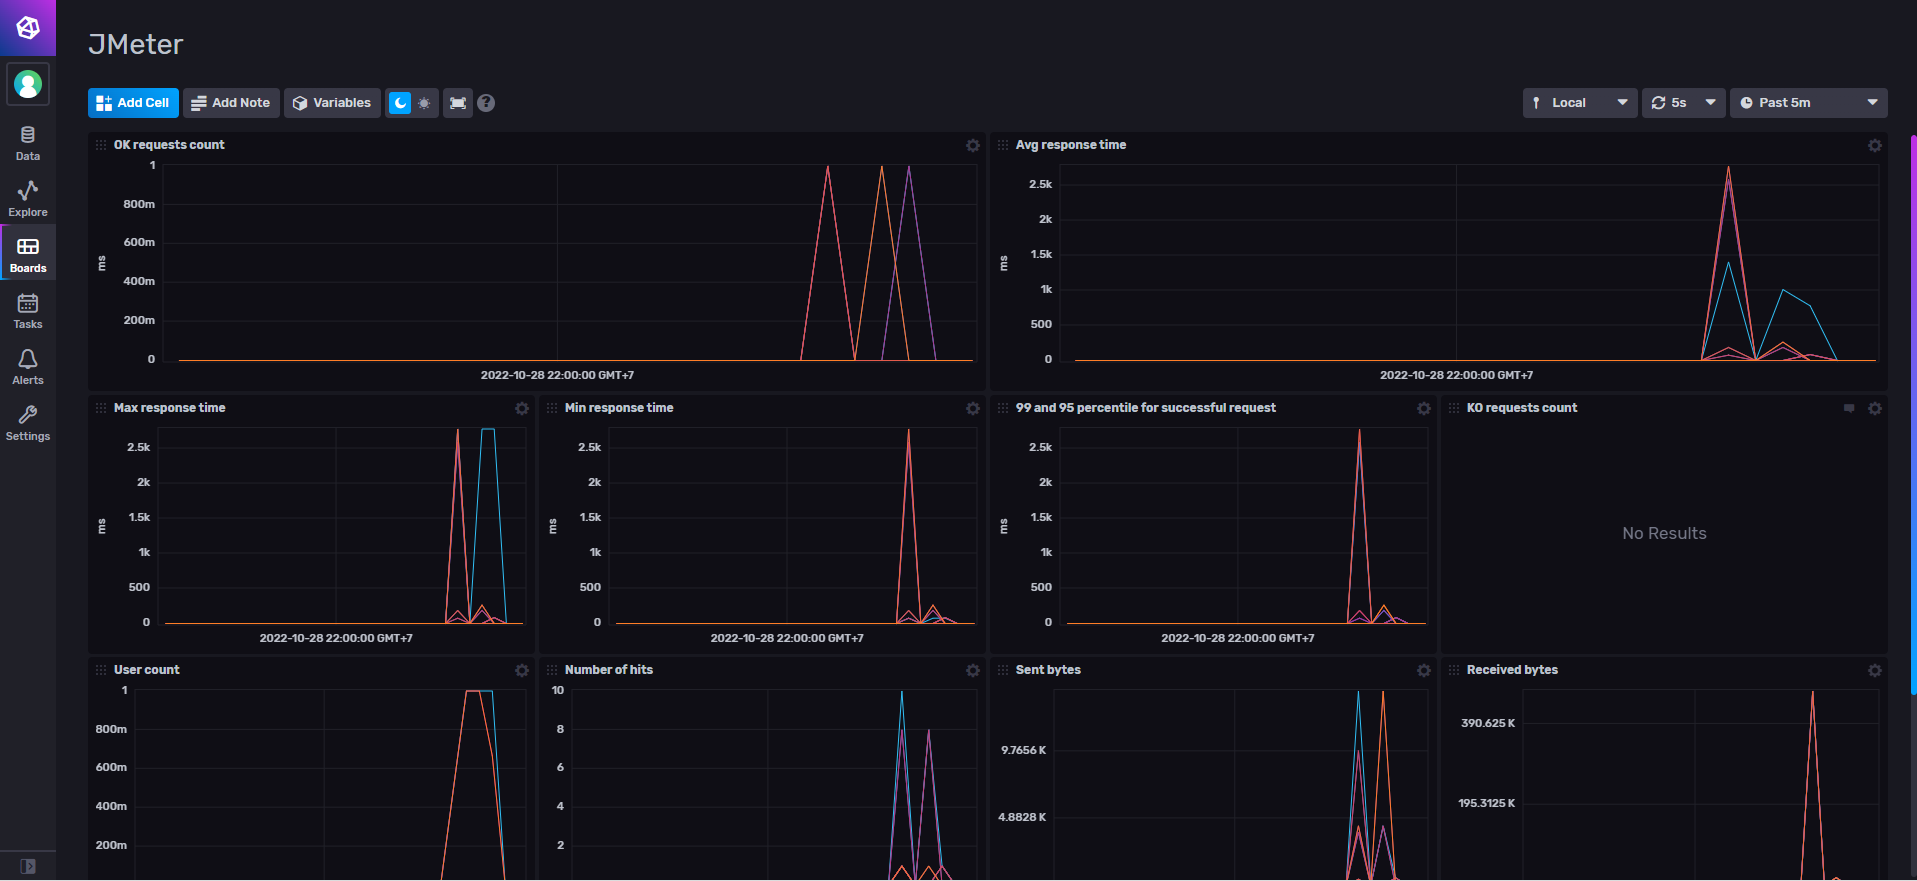 JMeter
Add Cell
Add Note
Variables
?
Local
5s
Past 5m
Data
Explore
Boards
Tasks
Alerts
Settings
OK requests count
1
800m
600m
400m
200m
0
ms
2022-10-28 22:00:00 GMT+7
Avg response time
2.5k
2k
1.5k
1k
500
0
ms
2022-10-28 22:00:00 GMT+7
Max response time
2.5k
2k
1.5k
1k
500
0
ms
2022-10-28 22:00:00 GMT+7
Min response time
2.5k
2k
1.5k
1k
500
0
ms
2022-10-28 22:00:00 GMT+7
99 and 95 percentile for successful request
2.5k
2k
1.5k
1k
500
0
ms
2022-10-28 22:00:00 GMT+7
KO requests count
No Results
User count
1
800m
600m
400m
200m
Number of hits
10
8
6
4
2
Sent bytes
9.7656 K
4.8828 K
Received bytes
390.625 K
195.3125 K